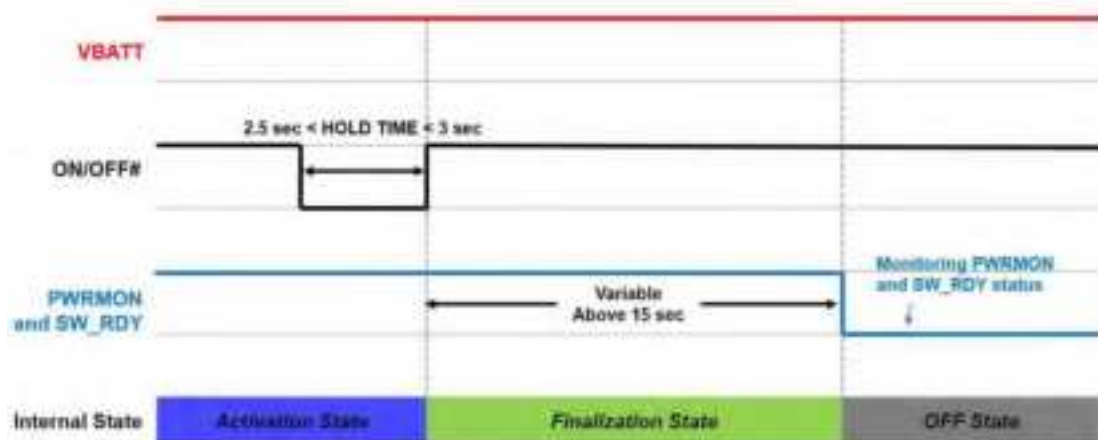 VBATT
2.5 sec < HOLD TIME < 3 sec
ON/OFF#
PWRMON
and SW_RDY
Variable
Above 15 sec
Monitoring PWRMON
and SW_RDY status
Internal State
Activation State
Finalization State
OFF State